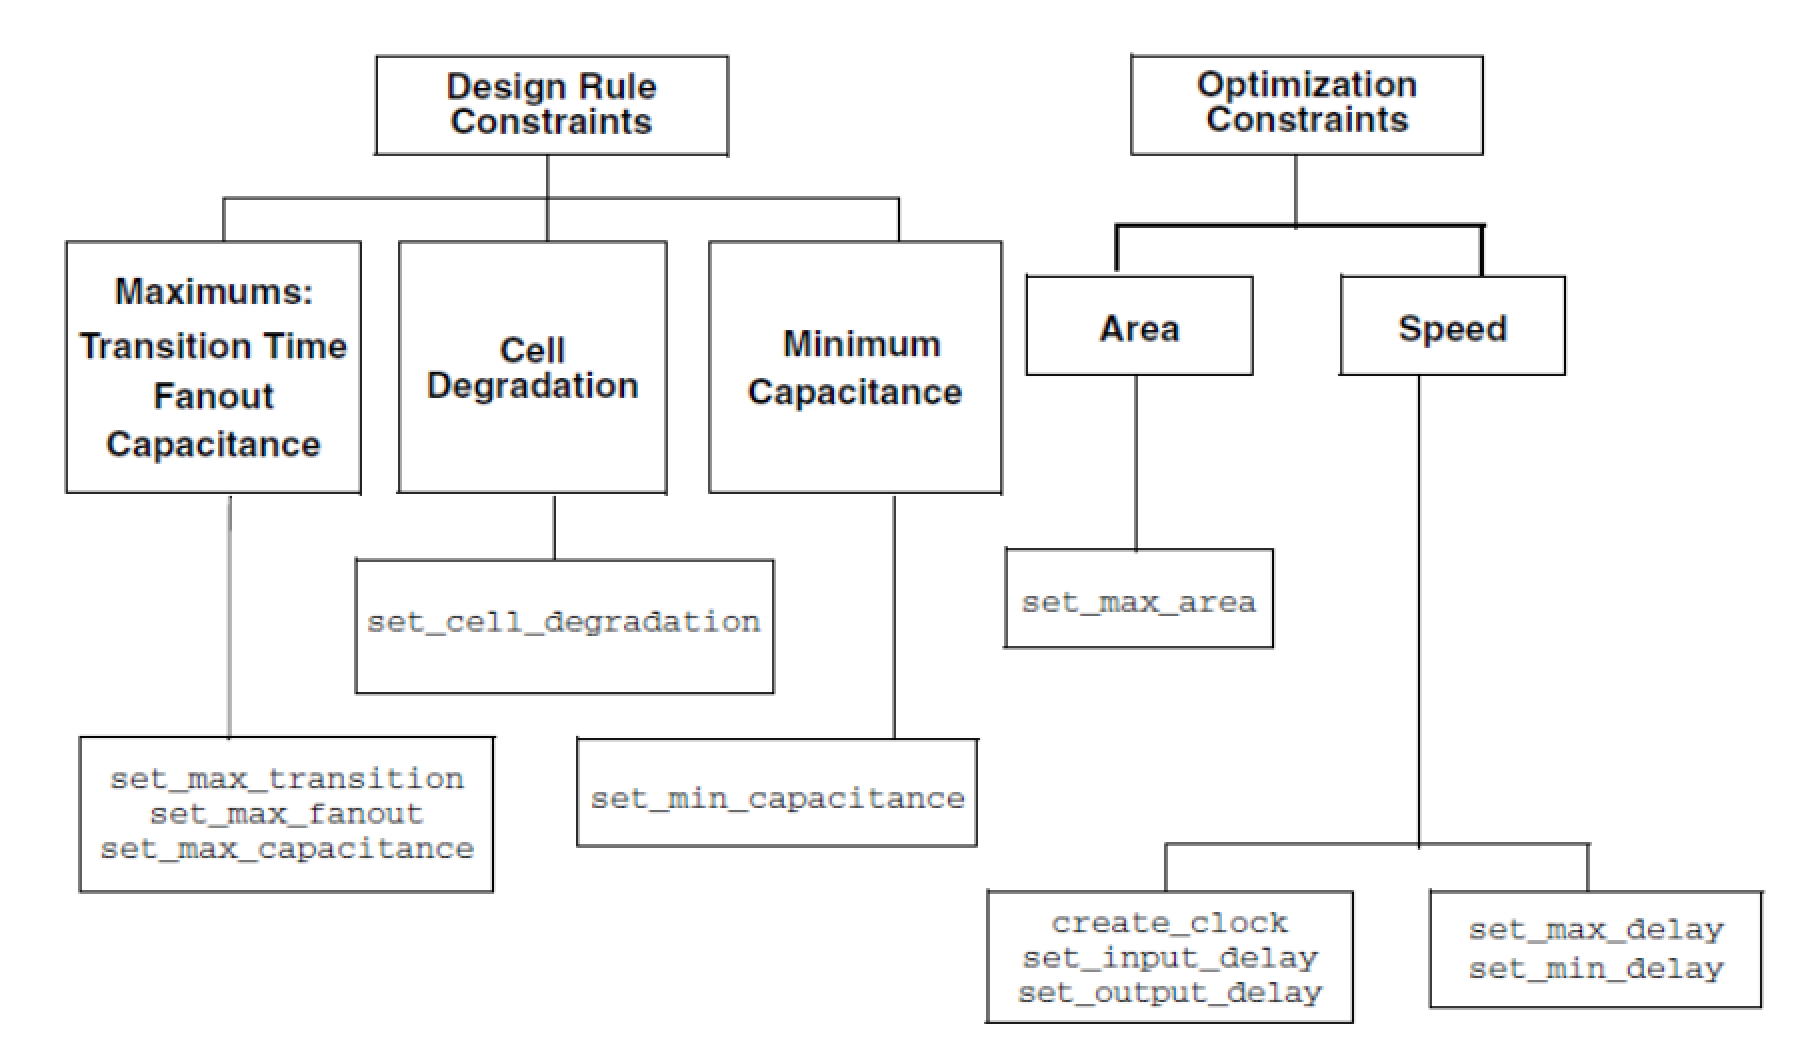 Design Rule
Constraints
Optimization
Constraints
Maximums:
Transition Time
Fanout
Capacitance
Cell
Degradation
Minimum
Capacitance
Area
Speed
set_cell_degradation
set_max_area
set_max_transition
set_max_fanout
set_max_capacitance
set_min_capacitance
create_clock
set_input_delay
set_output_delay
set_max_delay
set_min_delay